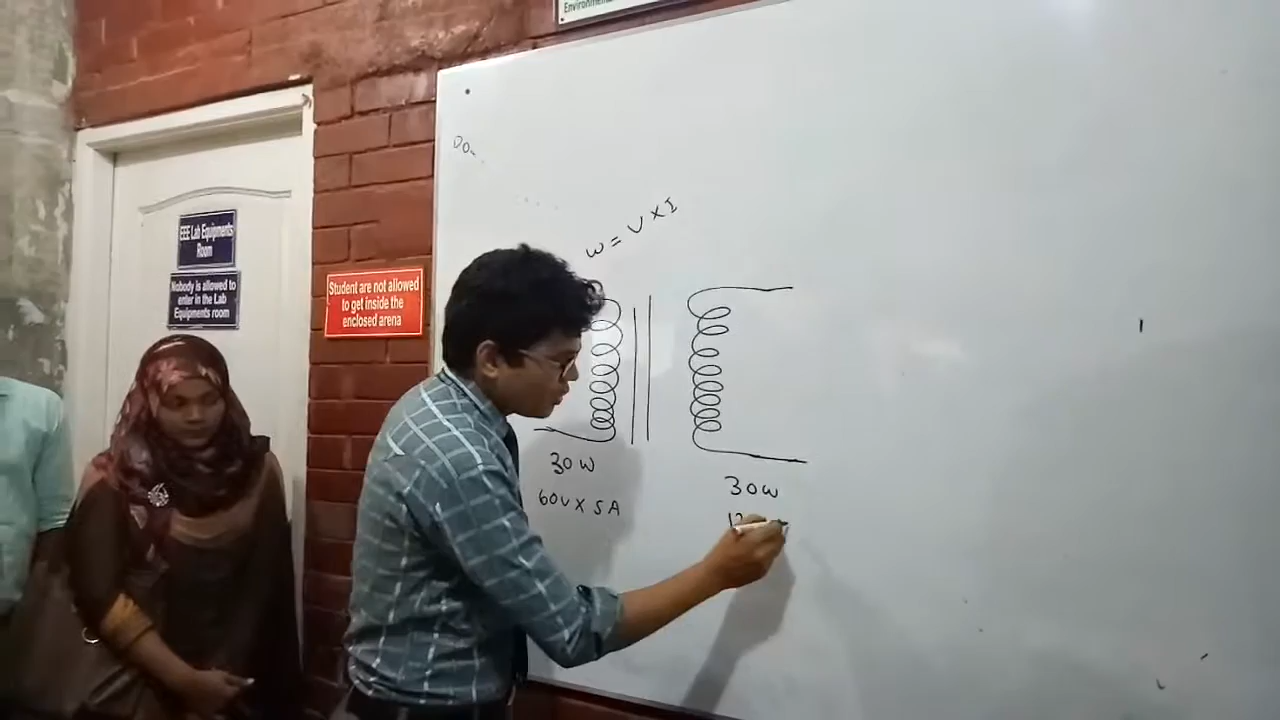 Environmental
W = V X I
EEE Lab Equipments
Room
Nobody is allowed to
enter in the Lab
Equipments room
Student are not allowed
to get inside the
enclosed arena
30W
60V X 5A
30W